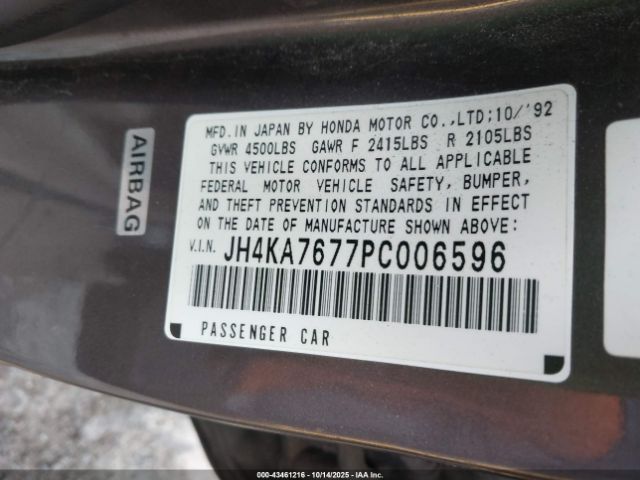 AIRBAG
MFD.IN JAPAN BY HONDA MOTOR CO.,LTD;10/'92
GVWR 4500LBS GAWR F 2415LBS R 2105LBS
THIS VEHICLE CONFORMS TO ALL APPLICABLE
FEDERAL MOTOR VEHICLE SAFETY, BUMPER,
AND THEFT PREVENTION STANDARDS IN EFFECT
ON THE DATE OF MANUFACTURE SHOWN ABOVE:
V.I.N. JH4KA7677PC006596
PASSENGER CAR
000-43461216 - 10/14/2025 - © IAA Inc.